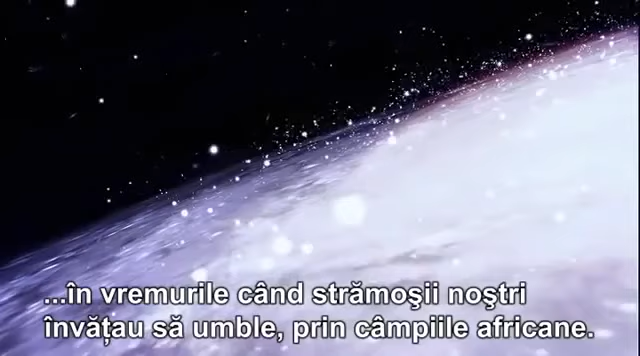 ...în vremurile când strămoşii noştri
învățau să umble, prin câmpiile africane.